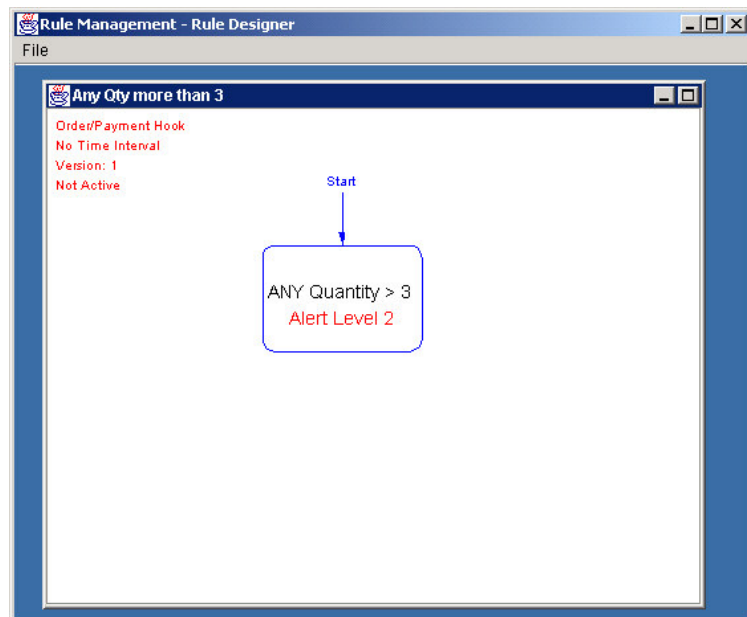 Rule Management - Rule Designer
File
Any Qty more than 3
Order/Payment Hook
No Time Interval
Version: 1
Not Active
Start
ANY Quantity > 3
Alert Level 2